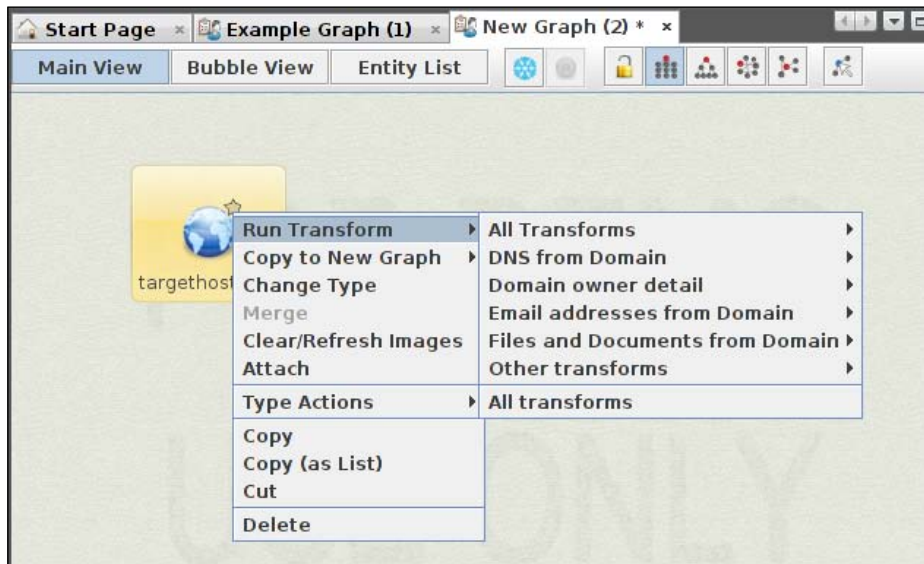 Start Page
Example Graph (1)
New Graph (2) *
Main View
Bubble View
Entity List
targethost
Run Transform
Copy to New Graph
Change Type
Merge
Clear/Refresh Images
Attach
Type Actions
Copy
Copy (as List)
Cut
Delete
All Transforms
DNS from Domain
Domain owner detail
Email addresses from Domain
Files and Documents from Domain
Other transforms
All transforms
USE ONLY